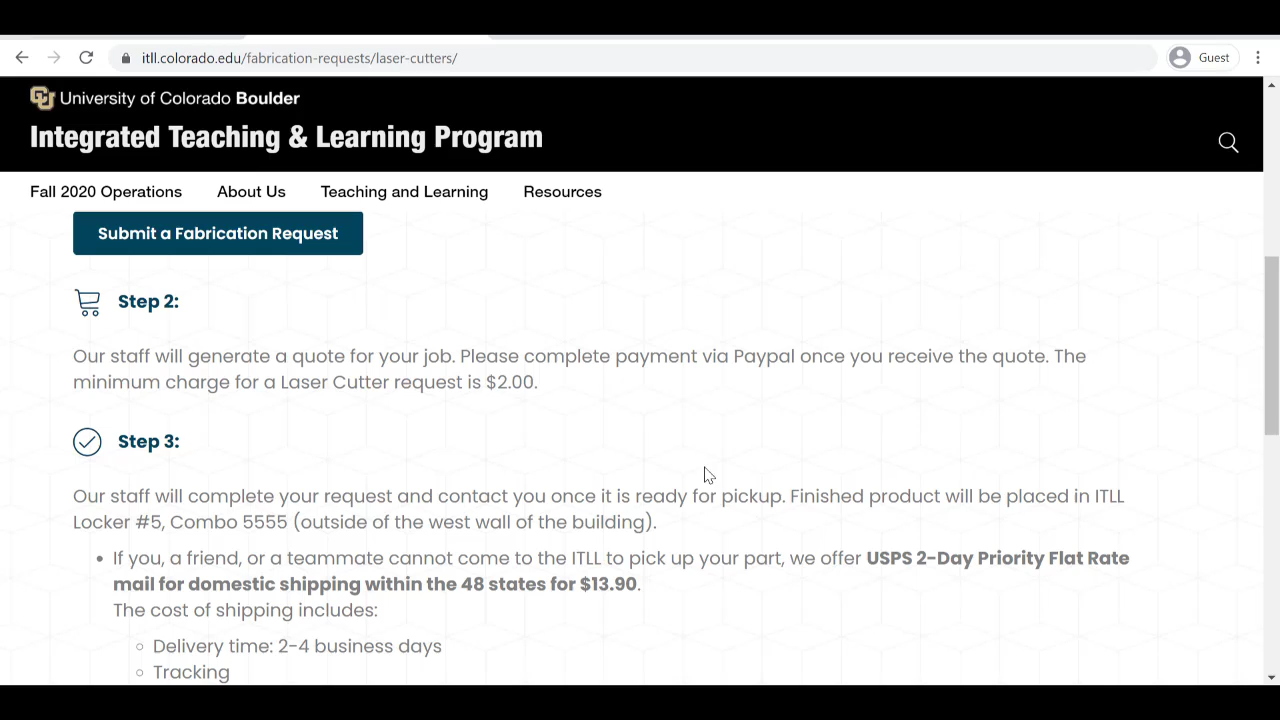 itll.colorado.edu/fabrication-requests/laser-cutters/
Guest
University of Colorado Boulder
Integrated Teaching & Learning Program
Fall 2020 Operations
About Us
Teaching and Learning
Resources
Submit a Fabrication Request
Step 2:
Our staff will generate a quote for your job. Please complete payment via Paypal once you receive the quote. The
minimum charge for a Laser Cutter request is $2.00.
Step 3:
Our staff will complete your request and contact you once it is ready for pickup. Finished product will be placed in ITLL
Locker #5, Combo 5555 (outside of the west wall of the building).
• If you, a friend, or a teammate cannot come to the ITLL to pick up your part, we offer USPS 2-Day Priority Flat Rate
mail for domestic shipping within the 48 states for $13.90.
The cost of shipping includes:
◦ Delivery time: 2-4 business days
◦ Tracking